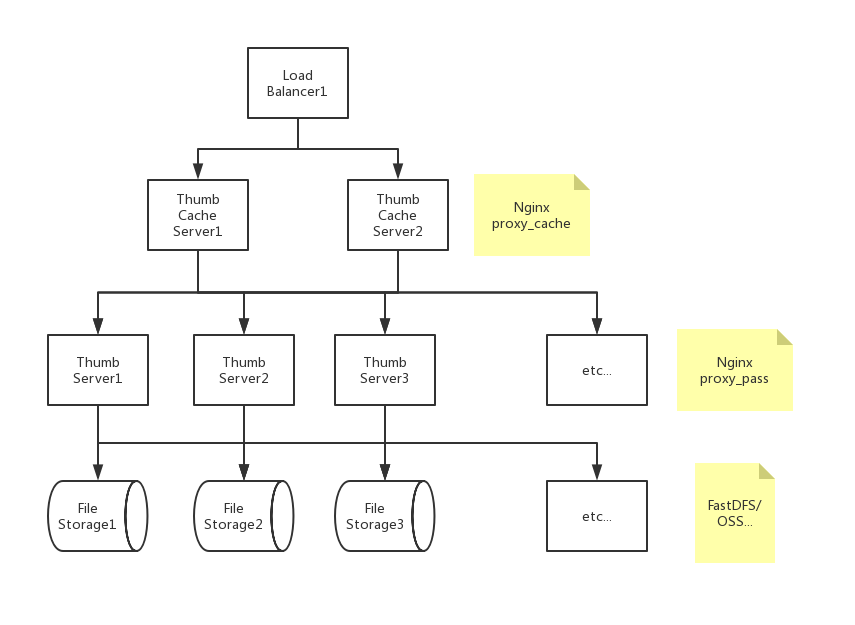 Load
Balancer1
Thumb
Cache
Server1
Thumb
Cache
Server2
Nginx
proxy_cache
Thumb
Server1
Thumb
Server2
Thumb
Server3
etc...
Nginx
proxy_pass
File
Storage1
File
Storage2
File
Storage3
etc...
FastDFS/
OSS...